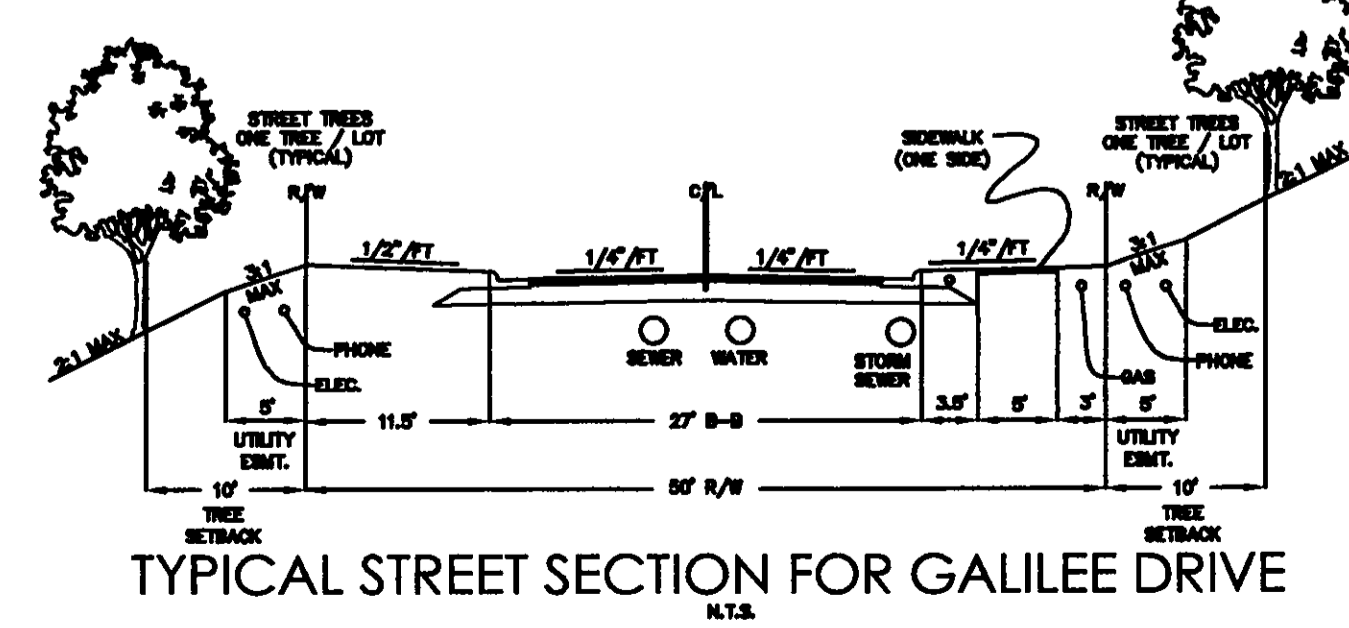 STREET TREES
ONE TREE / LOT
(TYPICAL)
R/W
C/L
SIDEWALK
(ONE SIDE)
STREET TREES
ONE TREE / LOT
(TYPICAL)
R/W
2:1 MAX
3:1
MAX
1/2"/FT
1/4"/FT
1/4"/FT
1/4"/FT
3:1
MAX
2:1 MAX
PHONE
ELEC.
SEWER
WATER
STORM
SEWER
GAS
PHONE
ELEC.
5'
UTILITY
ESMT.
11.5'
27' B-B
3.5'
5'
3'
5'
UTILITY
ESMT.
10'
TREE
SETBACK
50' R/W
10'
TREE
SETBACK
TYPICAL STREET SECTION FOR GALILEE DRIVE
N.T.S.